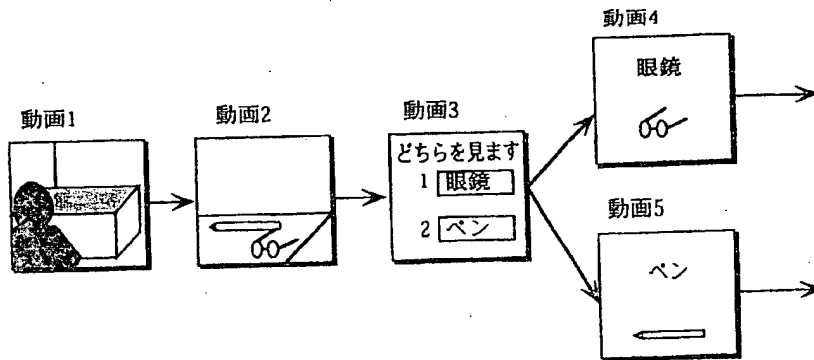 動画1
動画2
動画3
どちらを見ます
1 眼鏡
2 ペン
動画4
眼鏡
動画5
ペン